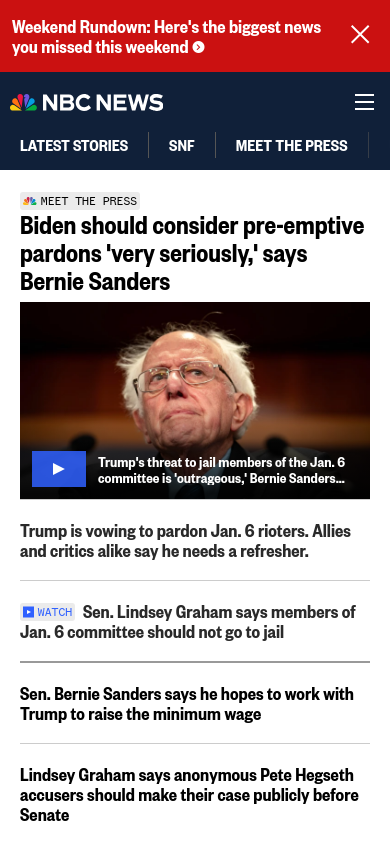 Weekend Rundown: Here's the biggest news
you missed this weekend
NBC NEWS
LATEST STORIES
SNF
MEET THE PRESS
MEET THE PRESS
Biden should consider pre-emptive
pardons 'very seriously,' says
Bernie Sanders
Trump's threat to jail members of the Jan. 6
committee is 'outrageous,' Bernie Sanders...
Trump is vowing to pardon Jan. 6 rioters. Allies
and critics alike say he needs a refresher.
WATCH Sen. Lindsey Graham says members of
Jan. 6 committee should not go to jail
Sen. Bernie Sanders says he hopes to work with
Trump to raise the minimum wage
Lindsey Graham says anonymous Pete Hegseth
accusers should make their case publicly before
Senate